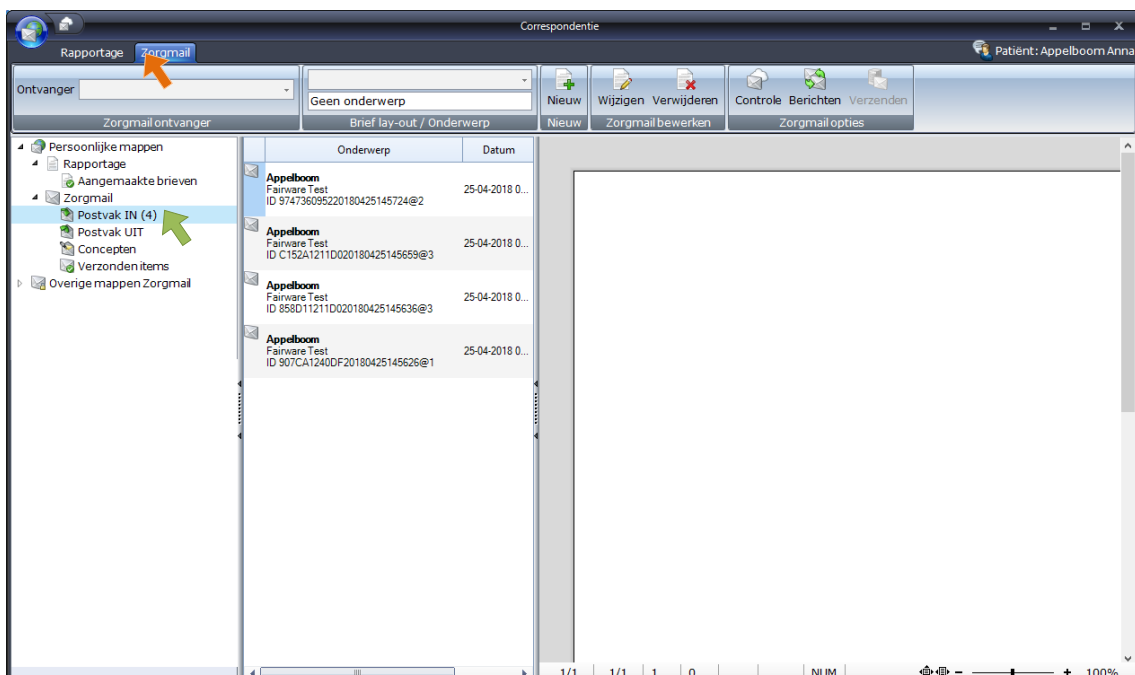 Correspondentie
Rapportage Zorgmail
Patiënt: Appelboom Anna
Ontvanger
Geen onderwerp
Nieuw Wijzigen Verwijderen Controle Berichten Verzenden
Zorgmail ontvanger Brief lay-out / Onderwerp Nieuw Zorgmail bewerken Zorgmail opties
Persoonlijke mappen
Rapportage
Aangemaakte brieven
Zorgmail
Postvak IN (4)
Postvak UIT
Concepten
Verzonden items
Overige mappen Zorgmail
Onderwerp Datum
Appelboom
Fairware Test 25-04-2018 0...
ID 97473609522018042514572​4@2
Appelboom
Fairware Test 25-04-2018 0...
ID C152A1211D020180425145659@3
Appelboom
Fairware Test 25-04-2018 0...
ID 858D11211D020180425145636@3
Appelboom
Fairware Test 25-04-2018 0...
ID 907CA1240DF20180425145626@1
1/1 1/1 1 0 NUM 100%